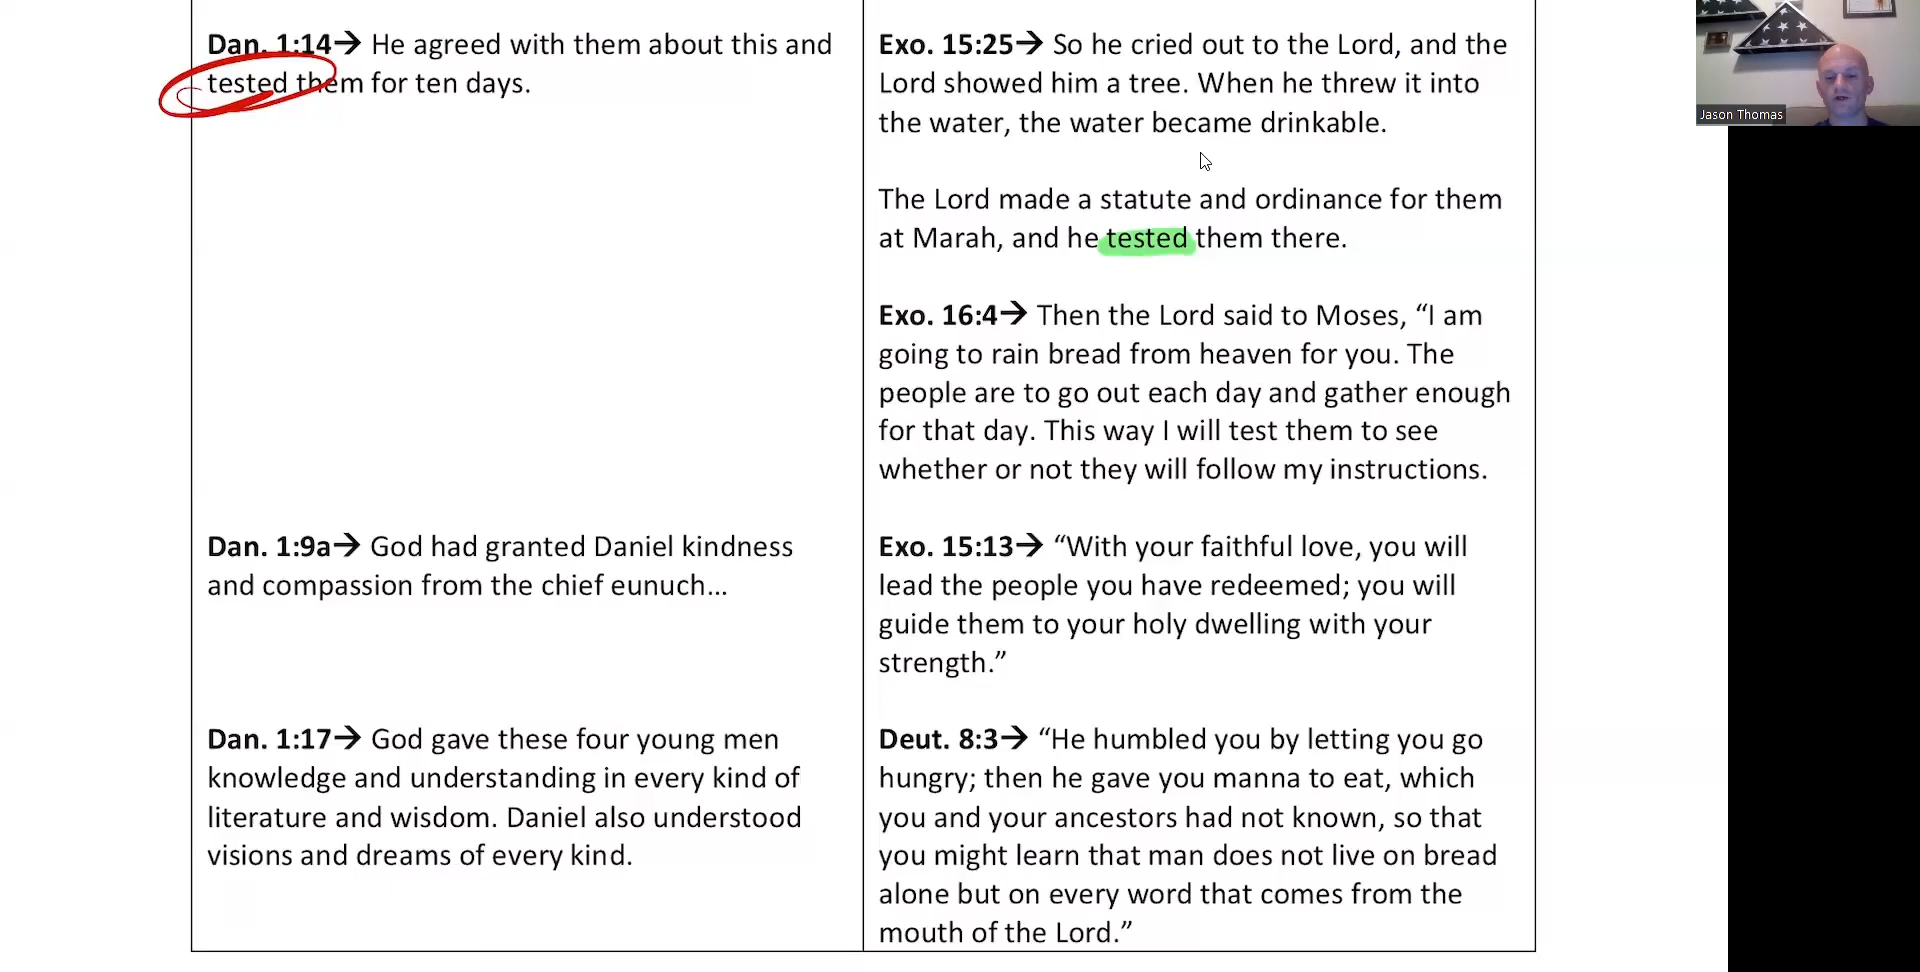 Dan. 1:14→ He agreed with them about this and
tested them for ten days.
Dan. 1:9a→ God had granted Daniel kindness
and compassion from the chief eunuch...
Dan. 1:17→ God gave these four young men
knowledge and understanding in every kind of
literature and wisdom. Daniel also understood
visions and dreams of every kind.
Exo. 15:25→ So he cried out to the Lord, and the
Lord showed him a tree. When he threw it into
the water, the water became drinkable.
The Lord made a statute and ordinance for them
at Marah, and he tested them there.
Exo. 16:4→ Then the Lord said to Moses, “I am
going to rain bread from heaven for you. The
people are to go out each day and gather enough
for that day. This way I will test them to see
whether or not they will follow my instructions.
Exo. 15:13→ “With your faithful love, you will
lead the people you have redeemed; you will
guide them to your holy dwelling with your
strength.”
Deut. 8:3→ “He humbled you by letting you go
hungry; then he gave you manna to eat, which
you and your ancestors had not known, so that
you might learn that man does not live on bread
alone but on every word that comes from the
mouth of the Lord.”
Jason Thomas